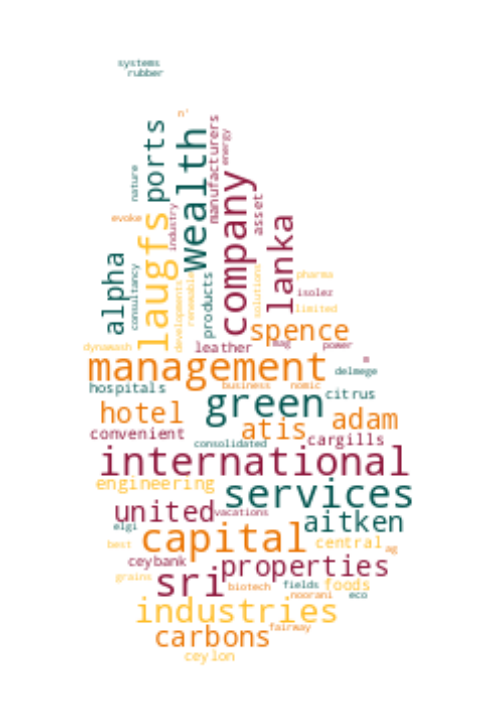 systems
rubber
n'
ports
wealth
manufacturers
energy
nature
company
laugfs
evoke
industry
asset
lanka
alpha
consultancy
developments
renewable
products
solutions
pharma
isolez
limited
spence
dynawash
leather
mag
power
management
m
delmege
hospitals
business
nomic
green
citrus
hotel
adam
atis
convenient
consolidated
cargills
international
engineering
services
united
vacations
aitken
elgi
capital
best
central
ag
ceybank
properties
sri
grains
biotech
fields
foods
noorani
eco
industries
carbons
fairway
ceylon